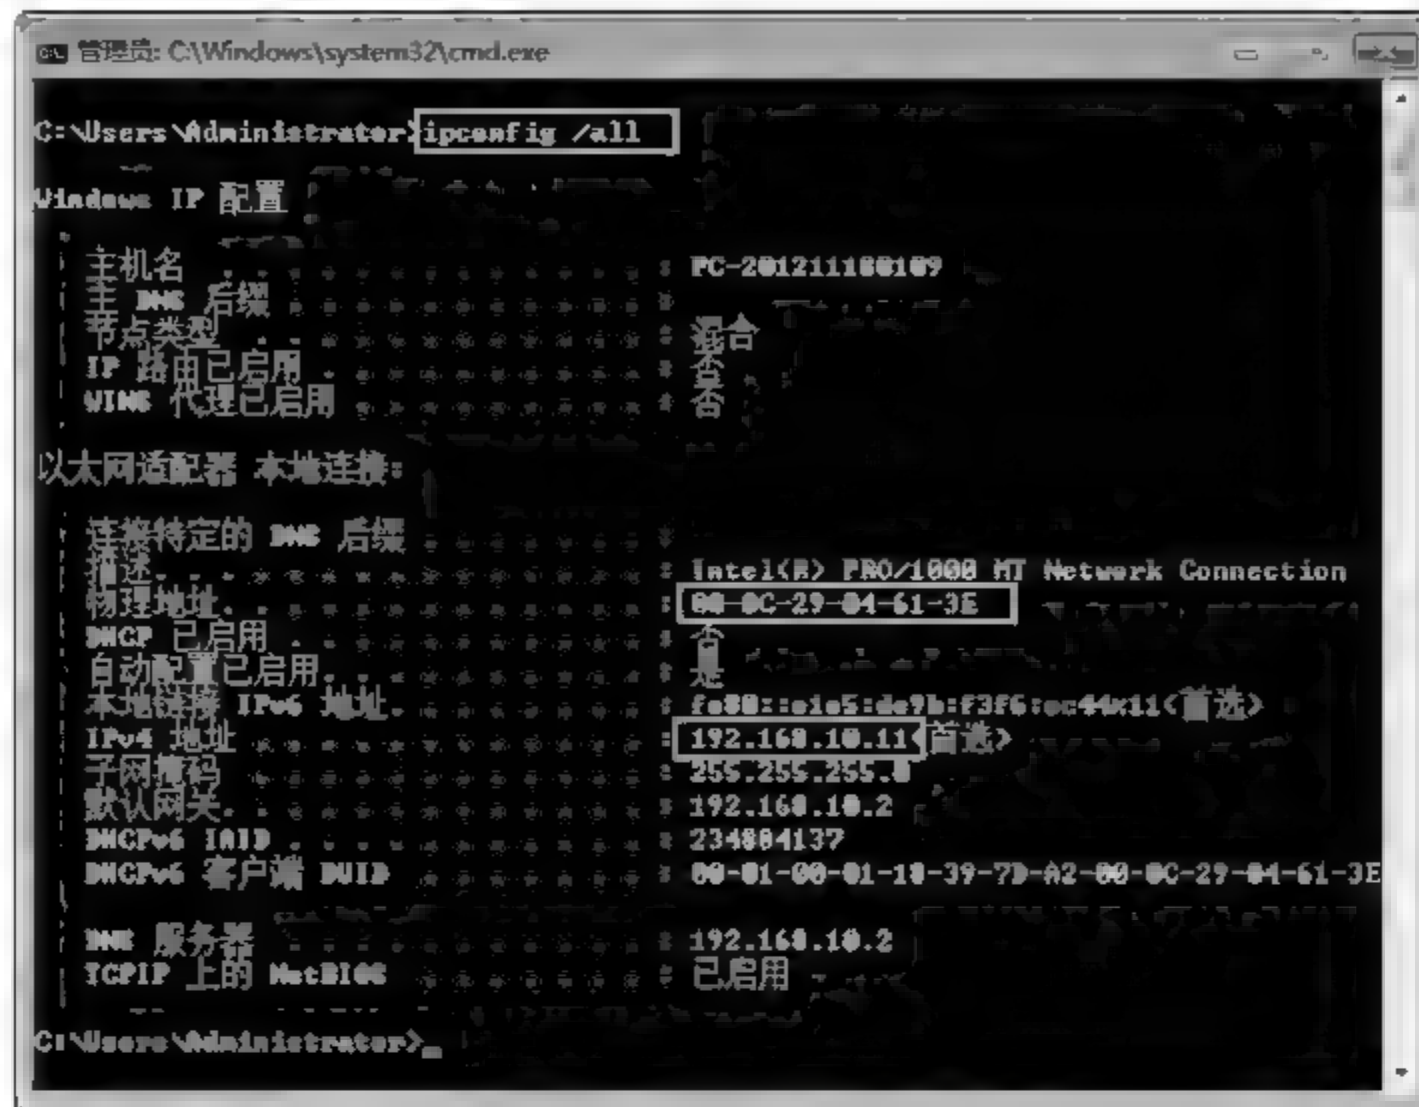 管理员: C:\Windows\system32\cmd.exe
C:\Users\Administrator>ipconfig /all
Windows IP 配置
主机名 . . . . . . . . . . . . . : PC-201211180109
主 DNS 后缀 . . . . . . . . . . . :
节点类型 . . . . . . . . . . . . : 混合
IP 路由已启用 . . . . . . . . . . : 否
WINS 代理已启用 . . . . . . . . . : 否
以太网适配器 本地连接:
连接特定的 DNS 后缀 . . . . . . . :
描述. . . . . . . . . . . . . . . : Intel(R) PRO/1000 MT Network Connection
物理地址. . . . . . . . . . . . . : 00-0C-29-04-61-3E
DHCP 已启用 . . . . . . . . . . . : 否
自动配置已启用. . . . . . . . . . : 是
本地链接 IPv6 地址. . . . . . . . : (首选)
IPv4 地址 . . . . . . . . . . . . : 192.168.10.11(首选)
子网掩码 . . . . . . . . . . . . : 255.255.255.0
默认网关. . . . . . . . . . . . . : 192.168.10.2
DHCPv6 IAID . . . . . . . . . . . : 234884137
DHCPv6 客户端 DUID . . . . . . . : 00-01-00-01-18-39-7D-A2-00-0C-29-04-61-3E
DNS 服务器 . . . . . . . . . . . : 192.168.10.2
TCPIP 上的 NetBIOS . . . . . . . : 已启用
C:\Users\Administrator>_